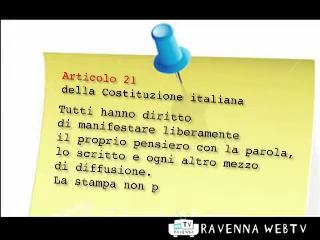 Articolo 21
della Costituzione italiana
Tutti hanno diritto
di manifestare liberamente
il proprio pensiero con la parola,
lo scritto e ogni altro mezzo
di diffusione.
La stampa non p
TV
RAVENNA
RAVENNA WEBTV